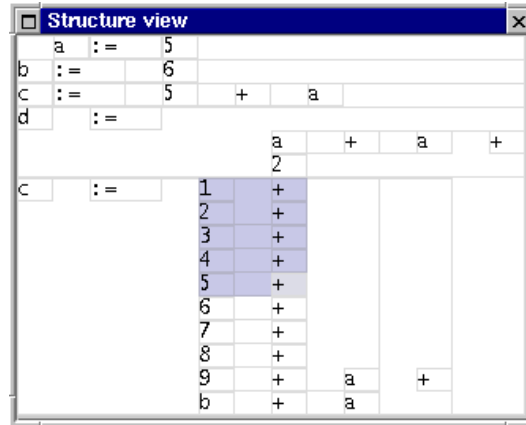 Structure view
a := 5
b := 6
c := 5 + a
d :=
a + a +
2
c := 1 +
2 +
3 +
4 +
5 +
6 +
7 +
8 +
9 + a +
b + a